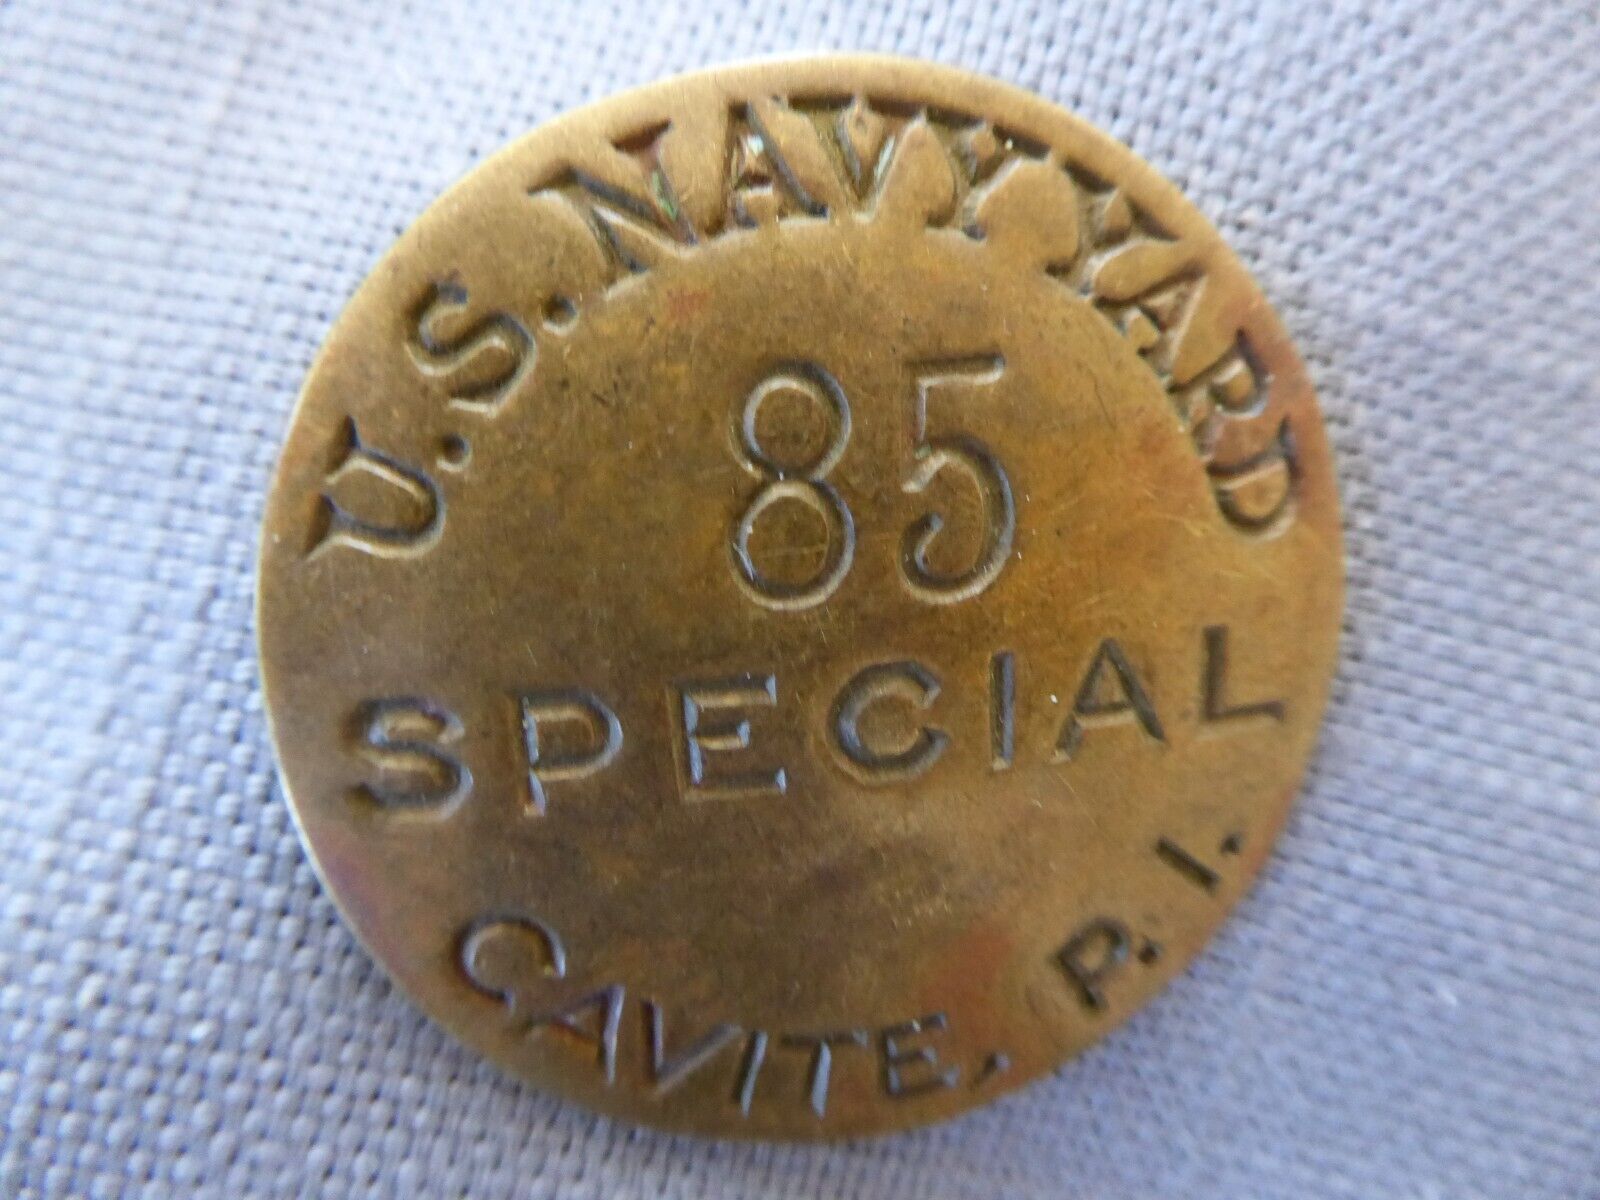 U.S. NAVY YARD
85
SPECIAL
CAVITE, P.I.